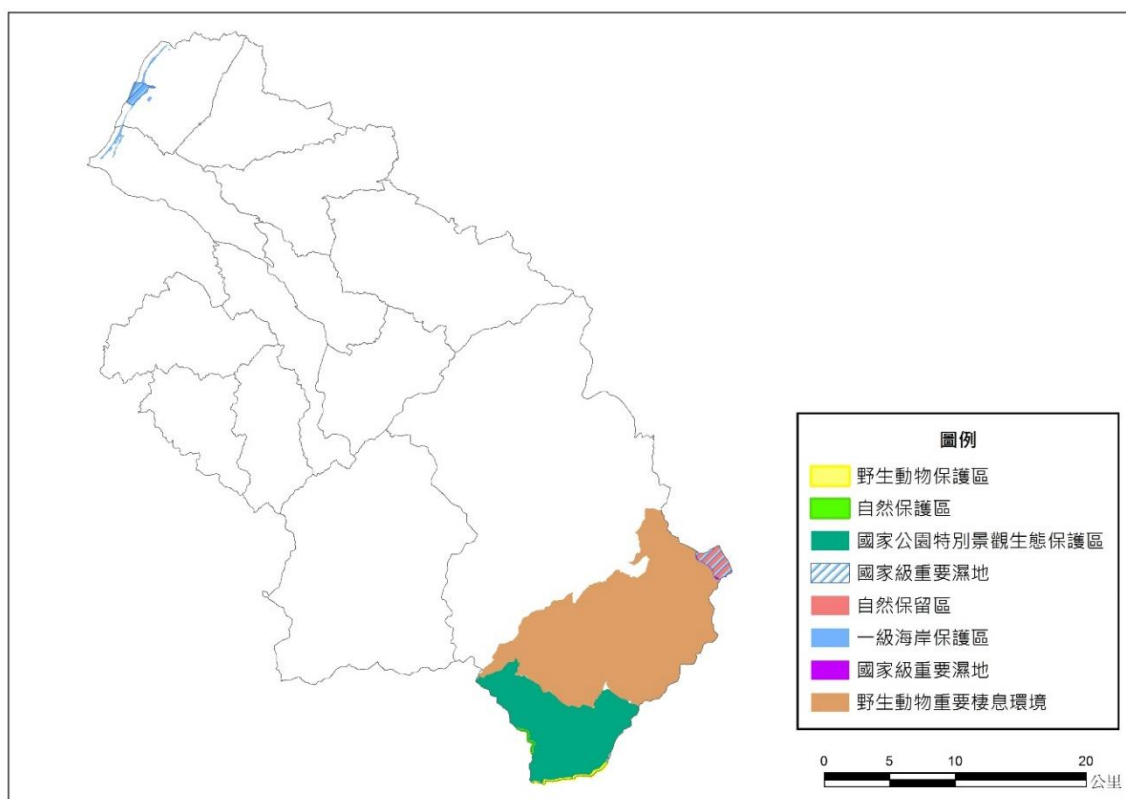 圖例
野生動物保護區
自然保護區
國家公園特別景觀生態保護區
國家級重要濕地
自然保留區
一級海岸保護區
國家級重要濕地
野生動物重要棲息環境
0 5 10 20
公里